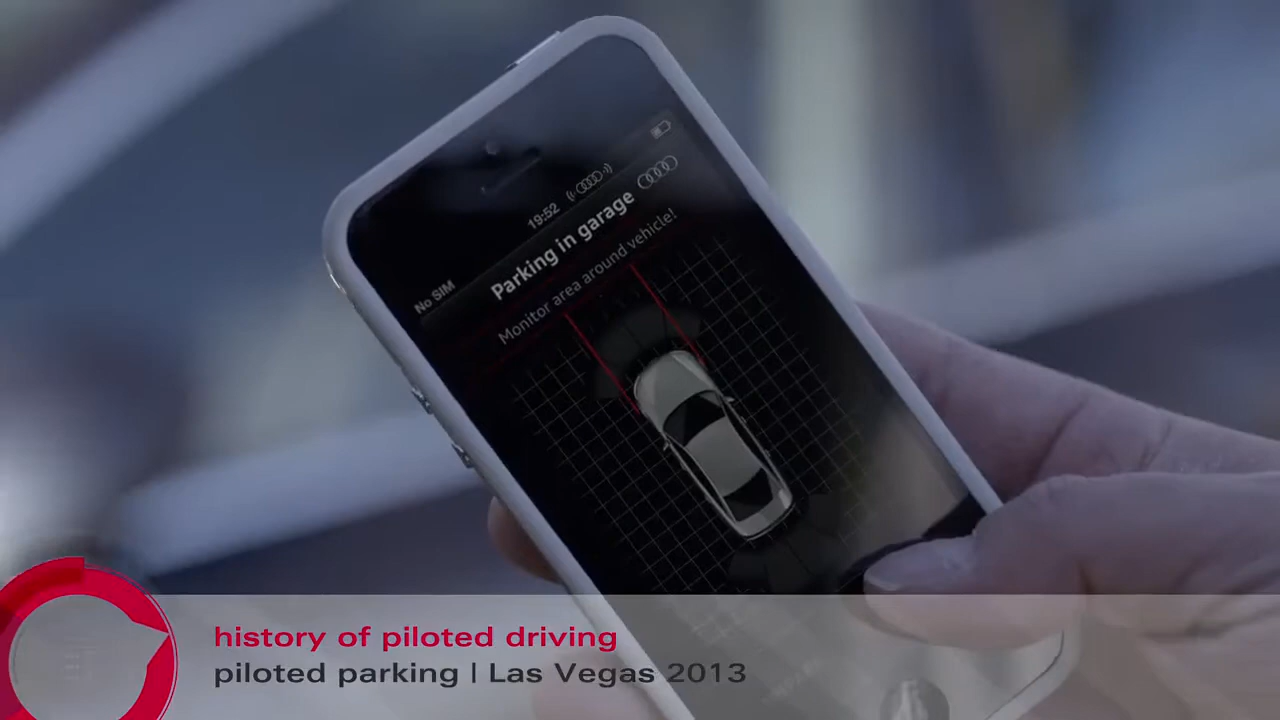 No SIM 19:52
Parking in garage
Monitor area around vehicle!
history of piloted driving
piloted parking | Las Vegas 2013